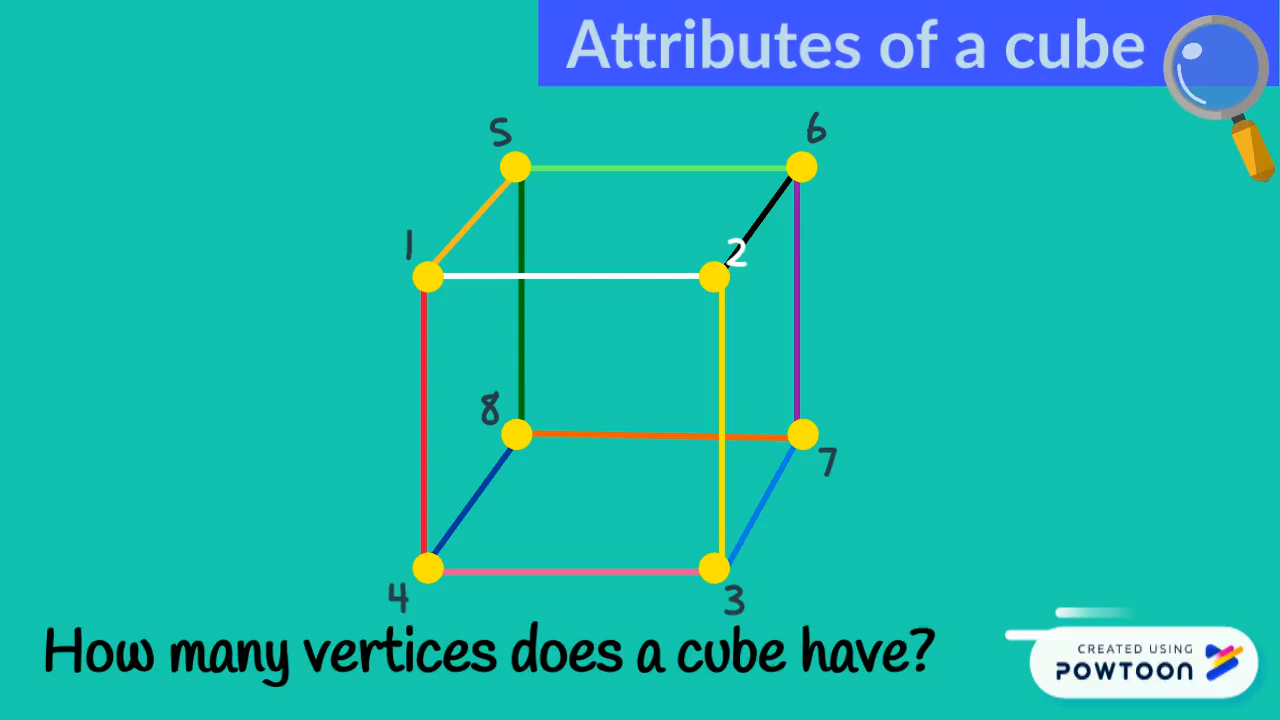 Attributes of a cube
5
6
1
2
8
7
4
3
How many vertices does a cube have?
CREATED USING
POWTOON